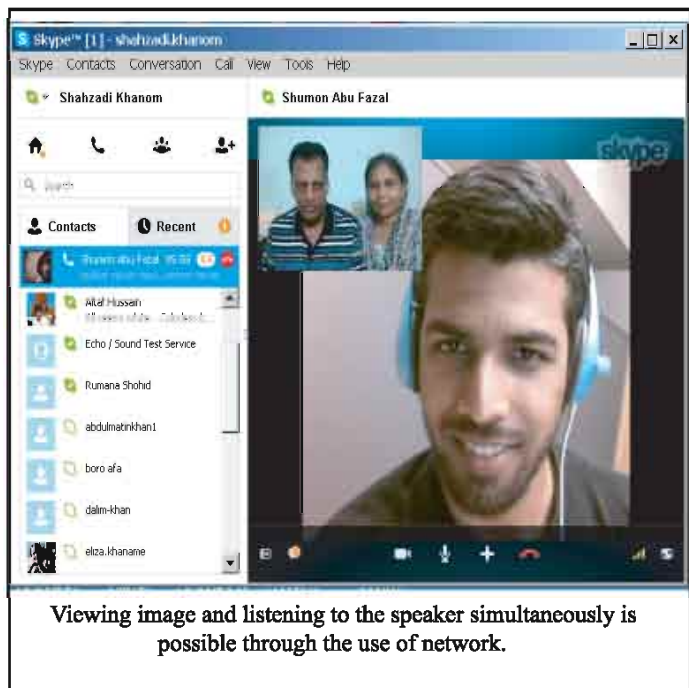 Skype™ [1] - shahzadi.khanom
Skype Contacts Conversation Call View Tools Help
Shahzadi Khanom
Shumon Abu Fazal
skype
Search
Contacts
Recent
Shumon Abu Fazal
Altaf Hussain
Echo / Sound Test Service
Rumana Shohid
abdulmatinkhan1
boro afa
dalim-khan
eliza.khaname
Viewing image and listening to the speaker simultaneously is
possible through the use of network.